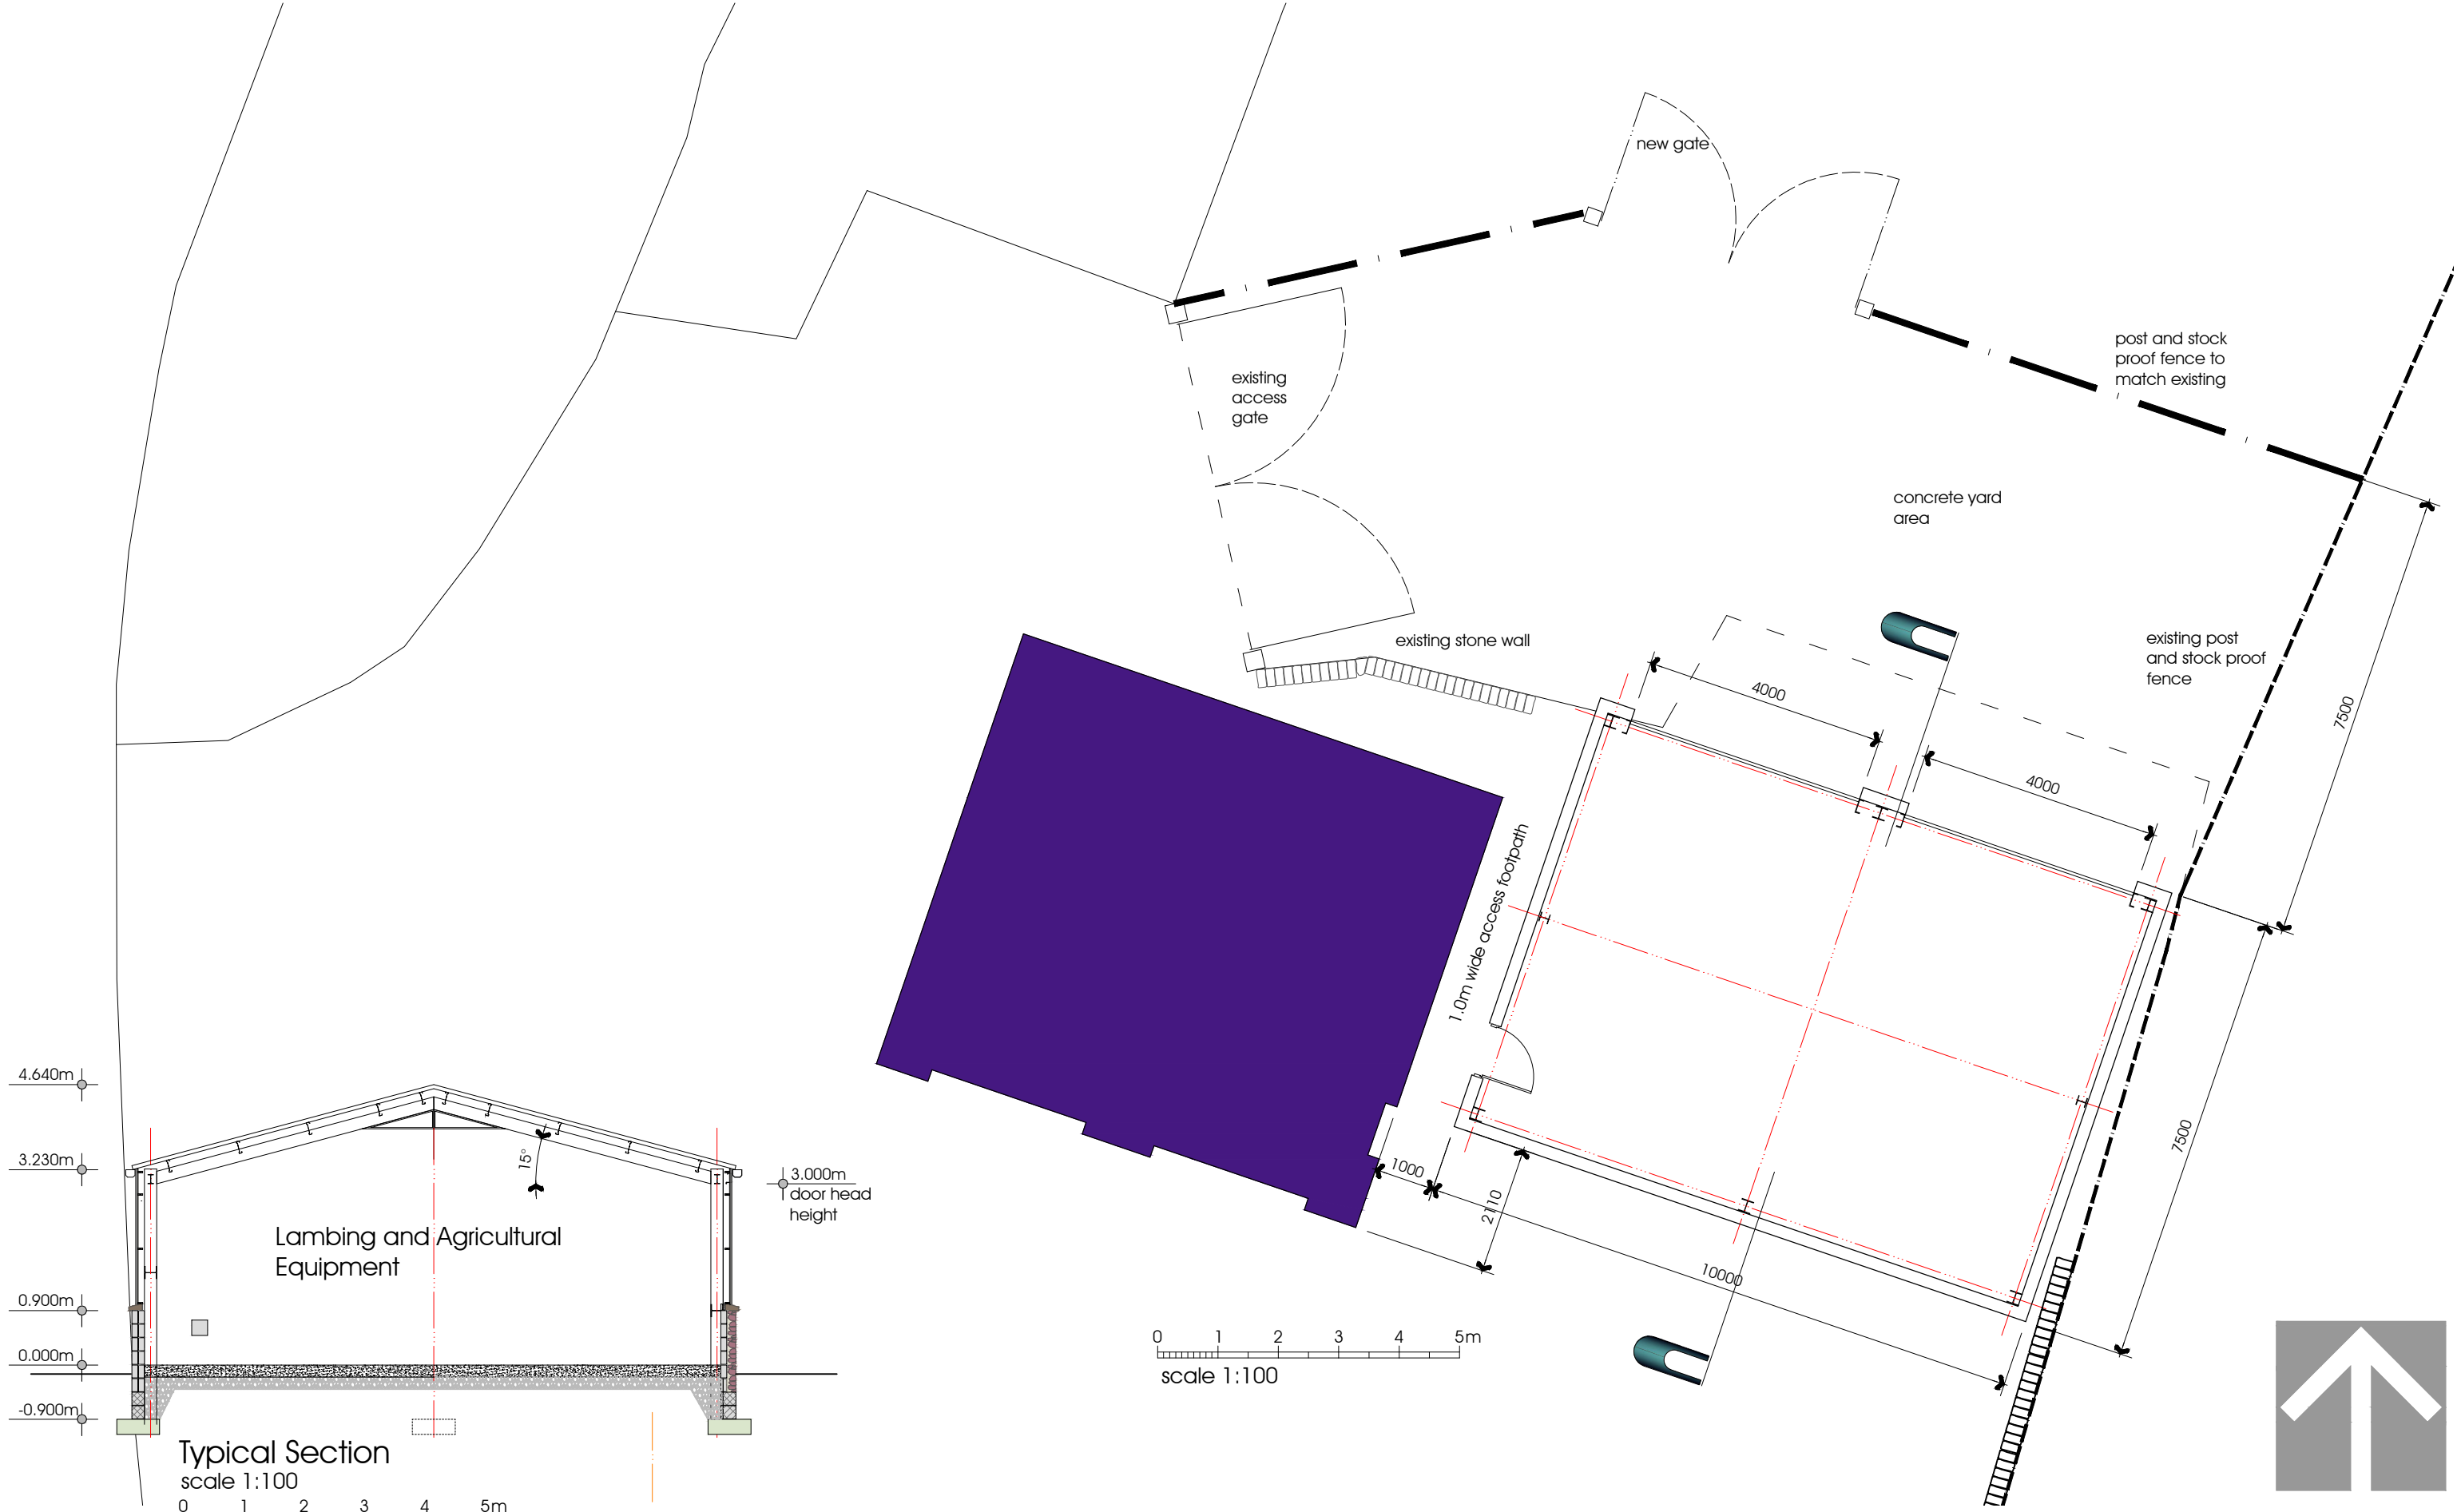 new gate
post and stock
proof fence to
match existing
existing
access
gate
concrete yard
area
existing stone wall
existing post
and stock proof
fence
4000
4000
7500
1.0m wide access footpath
7500
1000
2110
10000
4.640m
3.230m
15°
3.000m
door head
height
Lambing and Agricultural
Equipment
0.900m
0.000m
-0.900m
0 1 2 3 4 5m
scale 1:100
Typical Section
scale 1:100
0 1 2 3 4 5m